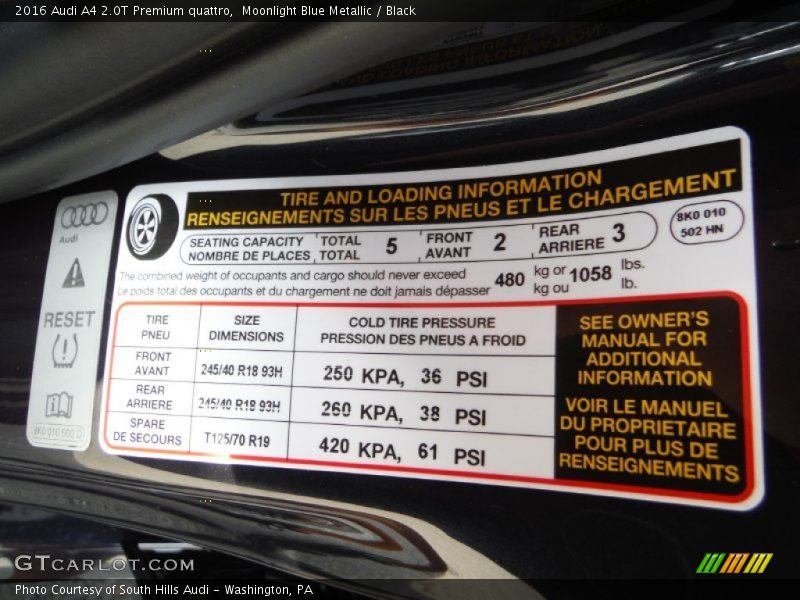 2016 Audi A4 2.0T Premium quattro,  Moonlight Blue Metallic / Black
TIRE AND LOADING INFORMATION
RENSEIGNEMENTS SUR LES PNEUS ET LE CHARGEMENT
8K0 010
502 HN
SEATING CAPACITY TOTAL 5 FRONT 2 REAR 3
NOMBRE DE PLACES TOTAL AVANT ARRIERE
The combined weight of occupants and cargo should never exceed 480 kg or 1058 lbs.
Le poids total des occupants et du chargement ne doit jamais dépasser kg ou lb.
TIRE SIZE COLD TIRE PRESSURE
PNEU DIMENSIONS PRESSION DES PNEUS A FROID
FRONT
AVANT 245/40 R18 93H 250 KPA, 36 PSI
REAR
ARRIERE 245/40 R18 93H 260 KPA, 38 PSI
SPARE
DE SECOURS T125/70 R19 420 KPA, 61 PSI
SEE OWNER'S
MANUAL FOR
ADDITIONAL
INFORMATION
VOIR LE MANUEL
DU PROPRIETAIRE
POUR PLUS DE
RENSEIGNEMENTS
Audi
RESET
8K0 010 500 D
GTCARLOT.COM
Photo Courtesy of South Hills Audi - Washington, PA